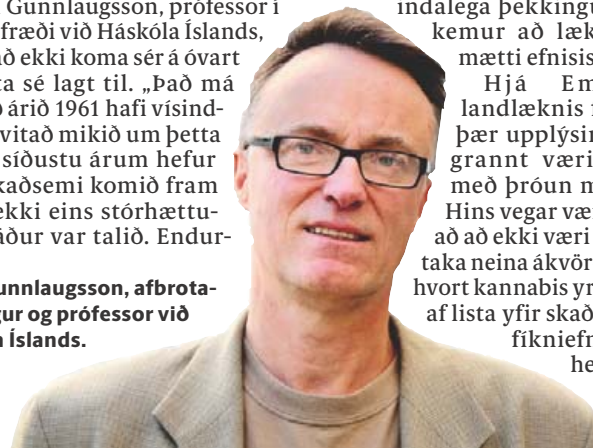 Gunnlaugsson, prófessor í
fræði við Háskóla Íslands,
að ekki koma sér á óvart
sé lagt til. „Það má
árið 1961 hafi vísind-
vitað mikið um þetta
síðustu árum hefur
kaðsemi komið fram
ekki eins stórhættu-
áður var talið. Endur-
unnlaugsson, afbrota-
gur og prófessor við
Íslands.
indalega þekkingu
kemur að læk
mætti efnisis
Hjá Em
landlæknis f
þær upplýsin
grannt væri
með þróun m
Hins vegar vær
að að ekki væri
taka neina ákvör
hvort kannabis yr
af lista yfir skað
fíkniefn
he